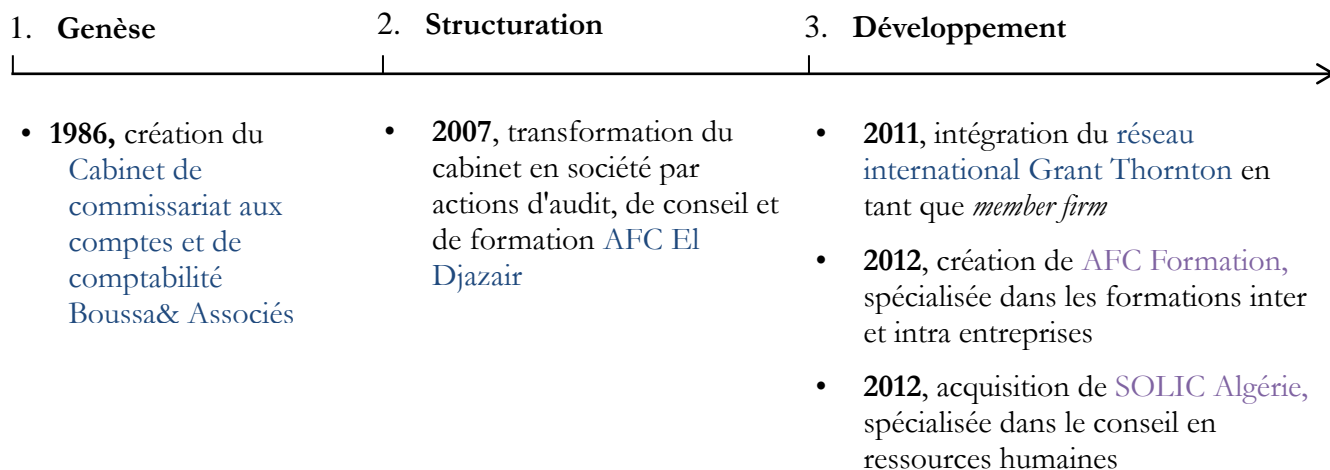 1. Genèse
2. Structuration
3. Développement
• 1986, création du
Cabinet de
commissariat aux
comptes et de
comptabilité
Boussa& Associés
• 2007, transformation du
cabinet en société par
actions d'audit, de conseil et
de formation AFC El
Djazair
• 2011, intégration du réseau
international Grant Thornton en
tant que member firm
• 2012, création de AFC Formation,
spécialisée dans les formations inter
et intra entreprises
• 2012, acquisition de SOLIC Algérie,
spécialisée dans le conseil en
ressources humaines